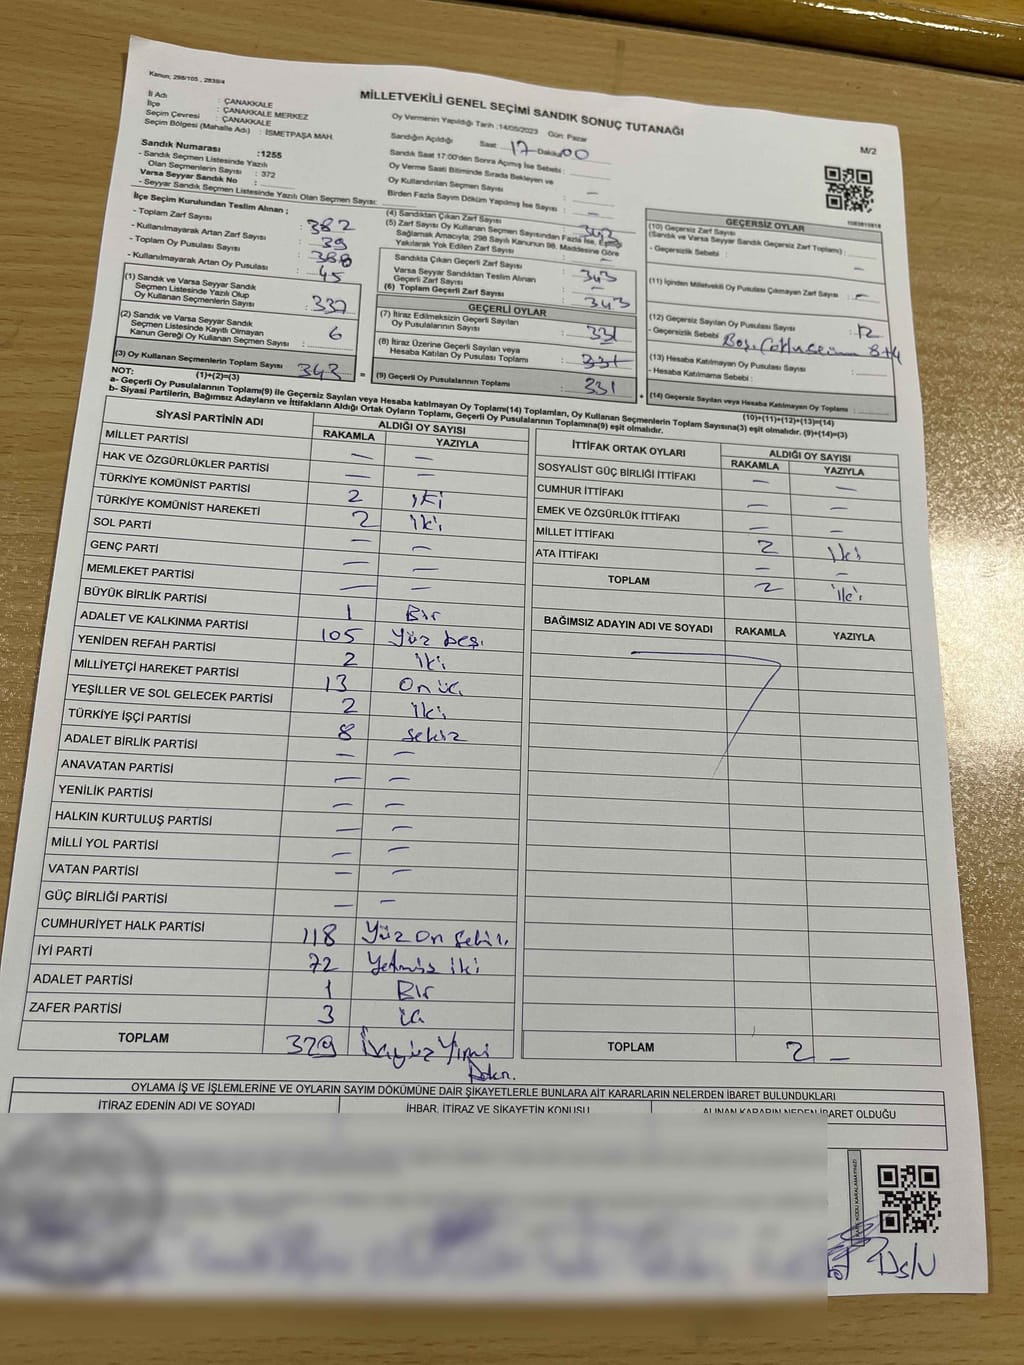 Kanun; 298/105 , 2839/4
MİLLETVEKİLİ GENEL SEÇİMİ SANDIK SONUÇ TUTANAĞI
M/2
İl Adı : ÇANAKKALE
İlçe : ÇANAKKALE MERKEZ
Seçim Çevresi : ÇANAKKALE
Seçim Bölgesi (Mahalle Adı) : İSMETPAŞA MAH.
Sandık Numarası :1255
- Sandık Seçmen Listesinde Yazılı
Olan Seçmenlerin Sayısı : 372
Varsa Seyyar Sandık No :
- Seyyar Sandık Seçmen Listesinde Yazılı Olan Seçmen Sayısı:
Oy Vermenin Yapıldığı Tarih :14/05/2023 Gün: Pazar
Sandığın Açıldığı Saat 17 Dakika 00
Sandık Saat 17:00'den Sonra Açımış İse Sebebi :
Oy Verme Saati Bitiminde Sırada Bekleyen ve
Oy Kullandırılan Seçmen Sayısı : —
Birden Fazla Sayım Döküm Yapılmış İse Sayısı : —
İlçe Seçim Kurulundan Teslim Alınan ;
- Toplam Zarf Sayısı : 382
- Kullanılmayarak Artan Zarf Sayısı : 39
- Toplam Oy Pusulası Sayısı : 388
- Kullanılmayarak Artan Oy Pusulası : 45
(1) Sandık ve Varsa Seyyar Sandık
Seçmen Listesinde Yazılı Olup
Oy Kullanan Seçmenlerin Sayısı : 337
(2) Sandık ve Varsa Seyyar Sandık
Seçmen Listesinde Kaydı Olmayan
Kanun Gereği Oy Kullanan Seçmen Sayısı : 6
(3) Oy Kullanan Seçmenlerin Toplam Sayısı : 343
(1)+(2)=(3)
(4) Sandıktan Çıkan Zarf Sayısı : 343
(5) Zarf Sayısı Oy Kullanan Seçmen Sayısından Fazla İse, Eşitliği
Sağlamak Amacıyla; 298 Sayılı Kanunun 98. Maddesine Göre
Yakılarak Yok Edilen Zarf Sayısı : —
Sandıkta Çıkan Geçerli Zarf Sayısı : 343
Varsa Seyyar Sandıktan Teslim Alınan
Geçerli Zarf Sayısı : —
(6) Toplam Geçerli Zarf Sayısı : 343
GEÇERLİ OYLAR
(7) İtiraz Edilmeksizin Geçerli Sayılan
Oy Pusulalarının Sayısı : 331
(8) İtiraz Üzerine Geçerli Sayılan veya
Hesaba Katılan Oy Pusulası Toplamı : 331
(9) Geçerli Oy Pusulalarının Toplamı : 331
GEÇERSİZ OYLAR
(10) Geçersiz Zarf Sayısı
(Sandık ve Varsa Seyyar Sandık Geçersiz Zarf Toplamı) :
- Geçersizlik Sebebi : —
(11) İçinden Milletvekili Oy Pusulası Çıkmayan Zarf Sayısı : —
(12) Geçersiz Sayılan Oy Pusulası Sayısı : 12
- Geçersizlik Sebebi : Boş, 8+4
(13) Hesaba Katılmayan Oy Pusulası Sayısı :
- Hesaba Katılmama Sebebi :
(14) Geçersiz Sayılan veya Hesaba Katılmayan Oy Pusulası Toplamı :
(10)+(11)+(12)+(13)=(14)
NOT:
a- Geçerli Oy Pusulaların Toplamı(9) ile Geçersiz Sayılan veya Hesaba katılmayan Oy Toplamı(14) Toplamları, Oy Kullanan Seçmenlerin Toplam Sayısına(3) eşit olmalıdır. (9)+(14)=(3)
b- Siyasi Partilerin, Bağımsız Adayların ve İttifakların Aldığı Ortak Oyların Toplamı, Geçerli Oy Pusulalarının Toplamına(9) eşit olmalıdır.
SİYASİ PARTİNİN ADI ALDIĞI OY SAYISI
RAKAMLA YAZIYLA
MİLLET PARTİSİ — —
HAK VE ÖZGÜRLÜKLER PARTİSİ — —
TÜRKİYE KOMÜNİST PARTİSİ 2 iki
TÜRKİYE KOMÜNİST HAREKETİ 2 iki
SOL PARTİ — —
GENÇ PARTİ — —
MEMLEKET PARTİSİ — —
BÜYÜK BİRLİK PARTİSİ 1 Bir
ADALET VE KALKINMA PARTİSİ 105 Yüz beş
YENİDEN REFAH PARTİSİ 2 iki
MİLLİYETÇİ HAREKET PARTİSİ 13 On üç
YEŞİLLER VE SOL GELECEK PARTİSİ 2 iki
TÜRKİYE İŞÇİ PARTİSİ 8 sekiz
ADALET BİRLİK PARTİSİ — —
ANAVATAN PARTİSİ — —
YENİLİK PARTİSİ — —
HALKIN KURTULUŞ PARTİSİ — —
MİLLİ YOL PARTİSİ — —
VATAN PARTİSİ — —
GÜÇ BİRLİĞİ PARTİSİ — —
CUMHURİYET HALK PARTİSİ 118 Yüz on sekiz
İYİ PARTİ 72 Yetmiş iki
ADALET PARTİSİ 1 Bir
ZAFER PARTİSİ 3 üç
TOPLAM 329 Üçyüz Yirmi
Dokuz
İTTİFAK ORTAK OYLARI ALDIĞI OY SAYISI
RAKAMLA YAZIYLA
SOSYALİST GÜÇ BİRLİĞİ İTTİFAKI — —
CUMHUR İTTİFAKI — —
EMEK VE ÖZGÜRLÜK İTTİFAKI — —
MİLLET İTTİFAKI 2 iki
ATA İTTİFAKI — —
TOPLAM 2 iki
BAĞIMSIZ ADAYIN ADI VE SOYADI RAKAMLA YAZIYLA
TOPLAM 2 —
OYLAMA İŞ VE İŞLEMLERİNE VE OYLARIN SAYIM DÖKÜMÜNE DAİR ŞİKAYETLERLE BUNLARA AİT KARARLARIN NELERDEN İBARET BULUNDUKLARI
İTİRAZ EDENİN ADI VE SOYADI
İHBAR, İTİRAZ VE ŞİKAYETİN KONUSU
ALINAN KARARIN NEDEN İBARET OLDUĞU